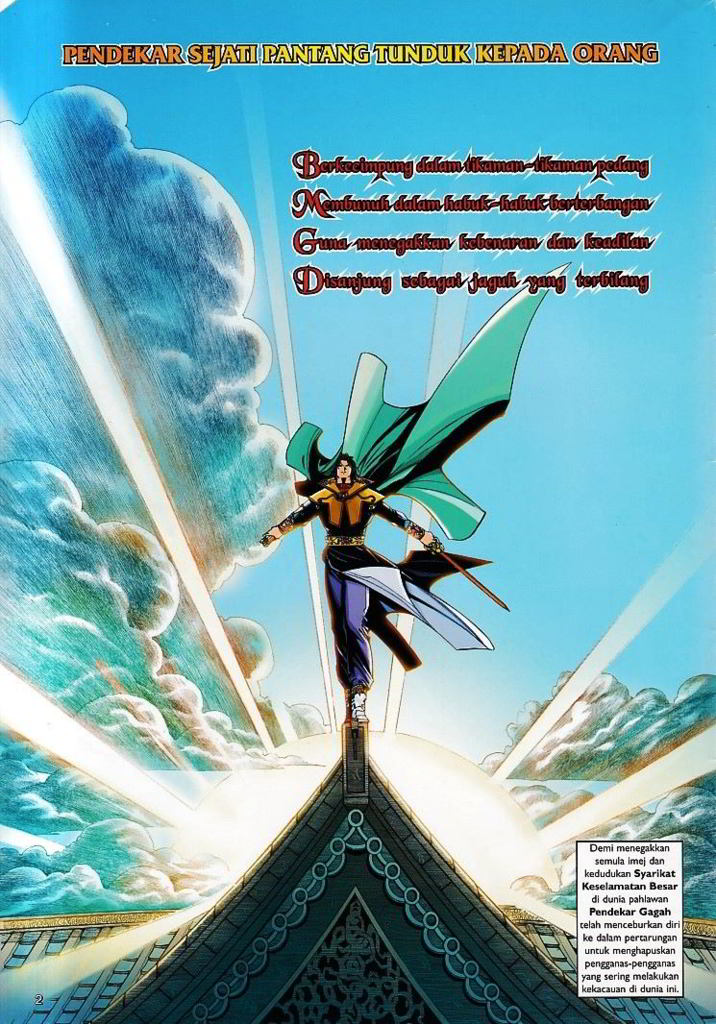 PENDEKAR SEJATI PANTANG TUNDUK KEPADA ORANG
Berkecimpung dalam tikaman-tikaman pedang
Membunuh dalam habuk-habuk berterbangan
Guna menegakkan kebenaran dan keadilan
Disanjung sebagai jaguh yang terbilang
Demi menegakkan
semula imej dan
kedudukan Syarikat
Keselamatan Besar
di dunia pahlawan
Pendekar Gagah
telah menceburkan diri
ke dalam pertarungan
untuk menghapuskan
pengganas-pengganas
yang sering melakukan
kekacauan di dunia ini.
2